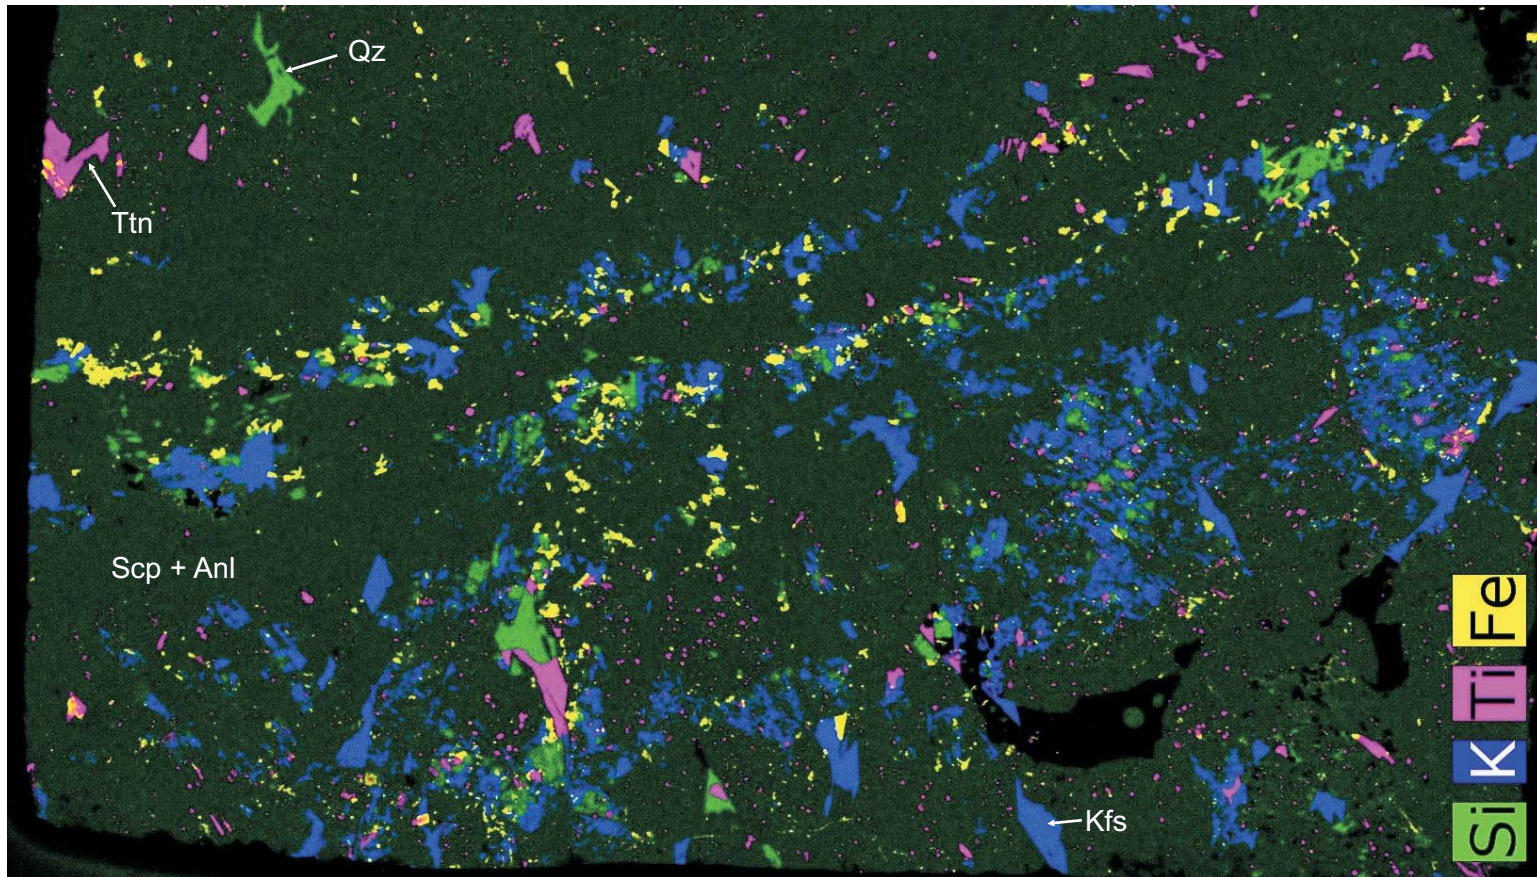 Qz
Ttn
Scp + Anl
Kfs
Fe
Ti
K
Si